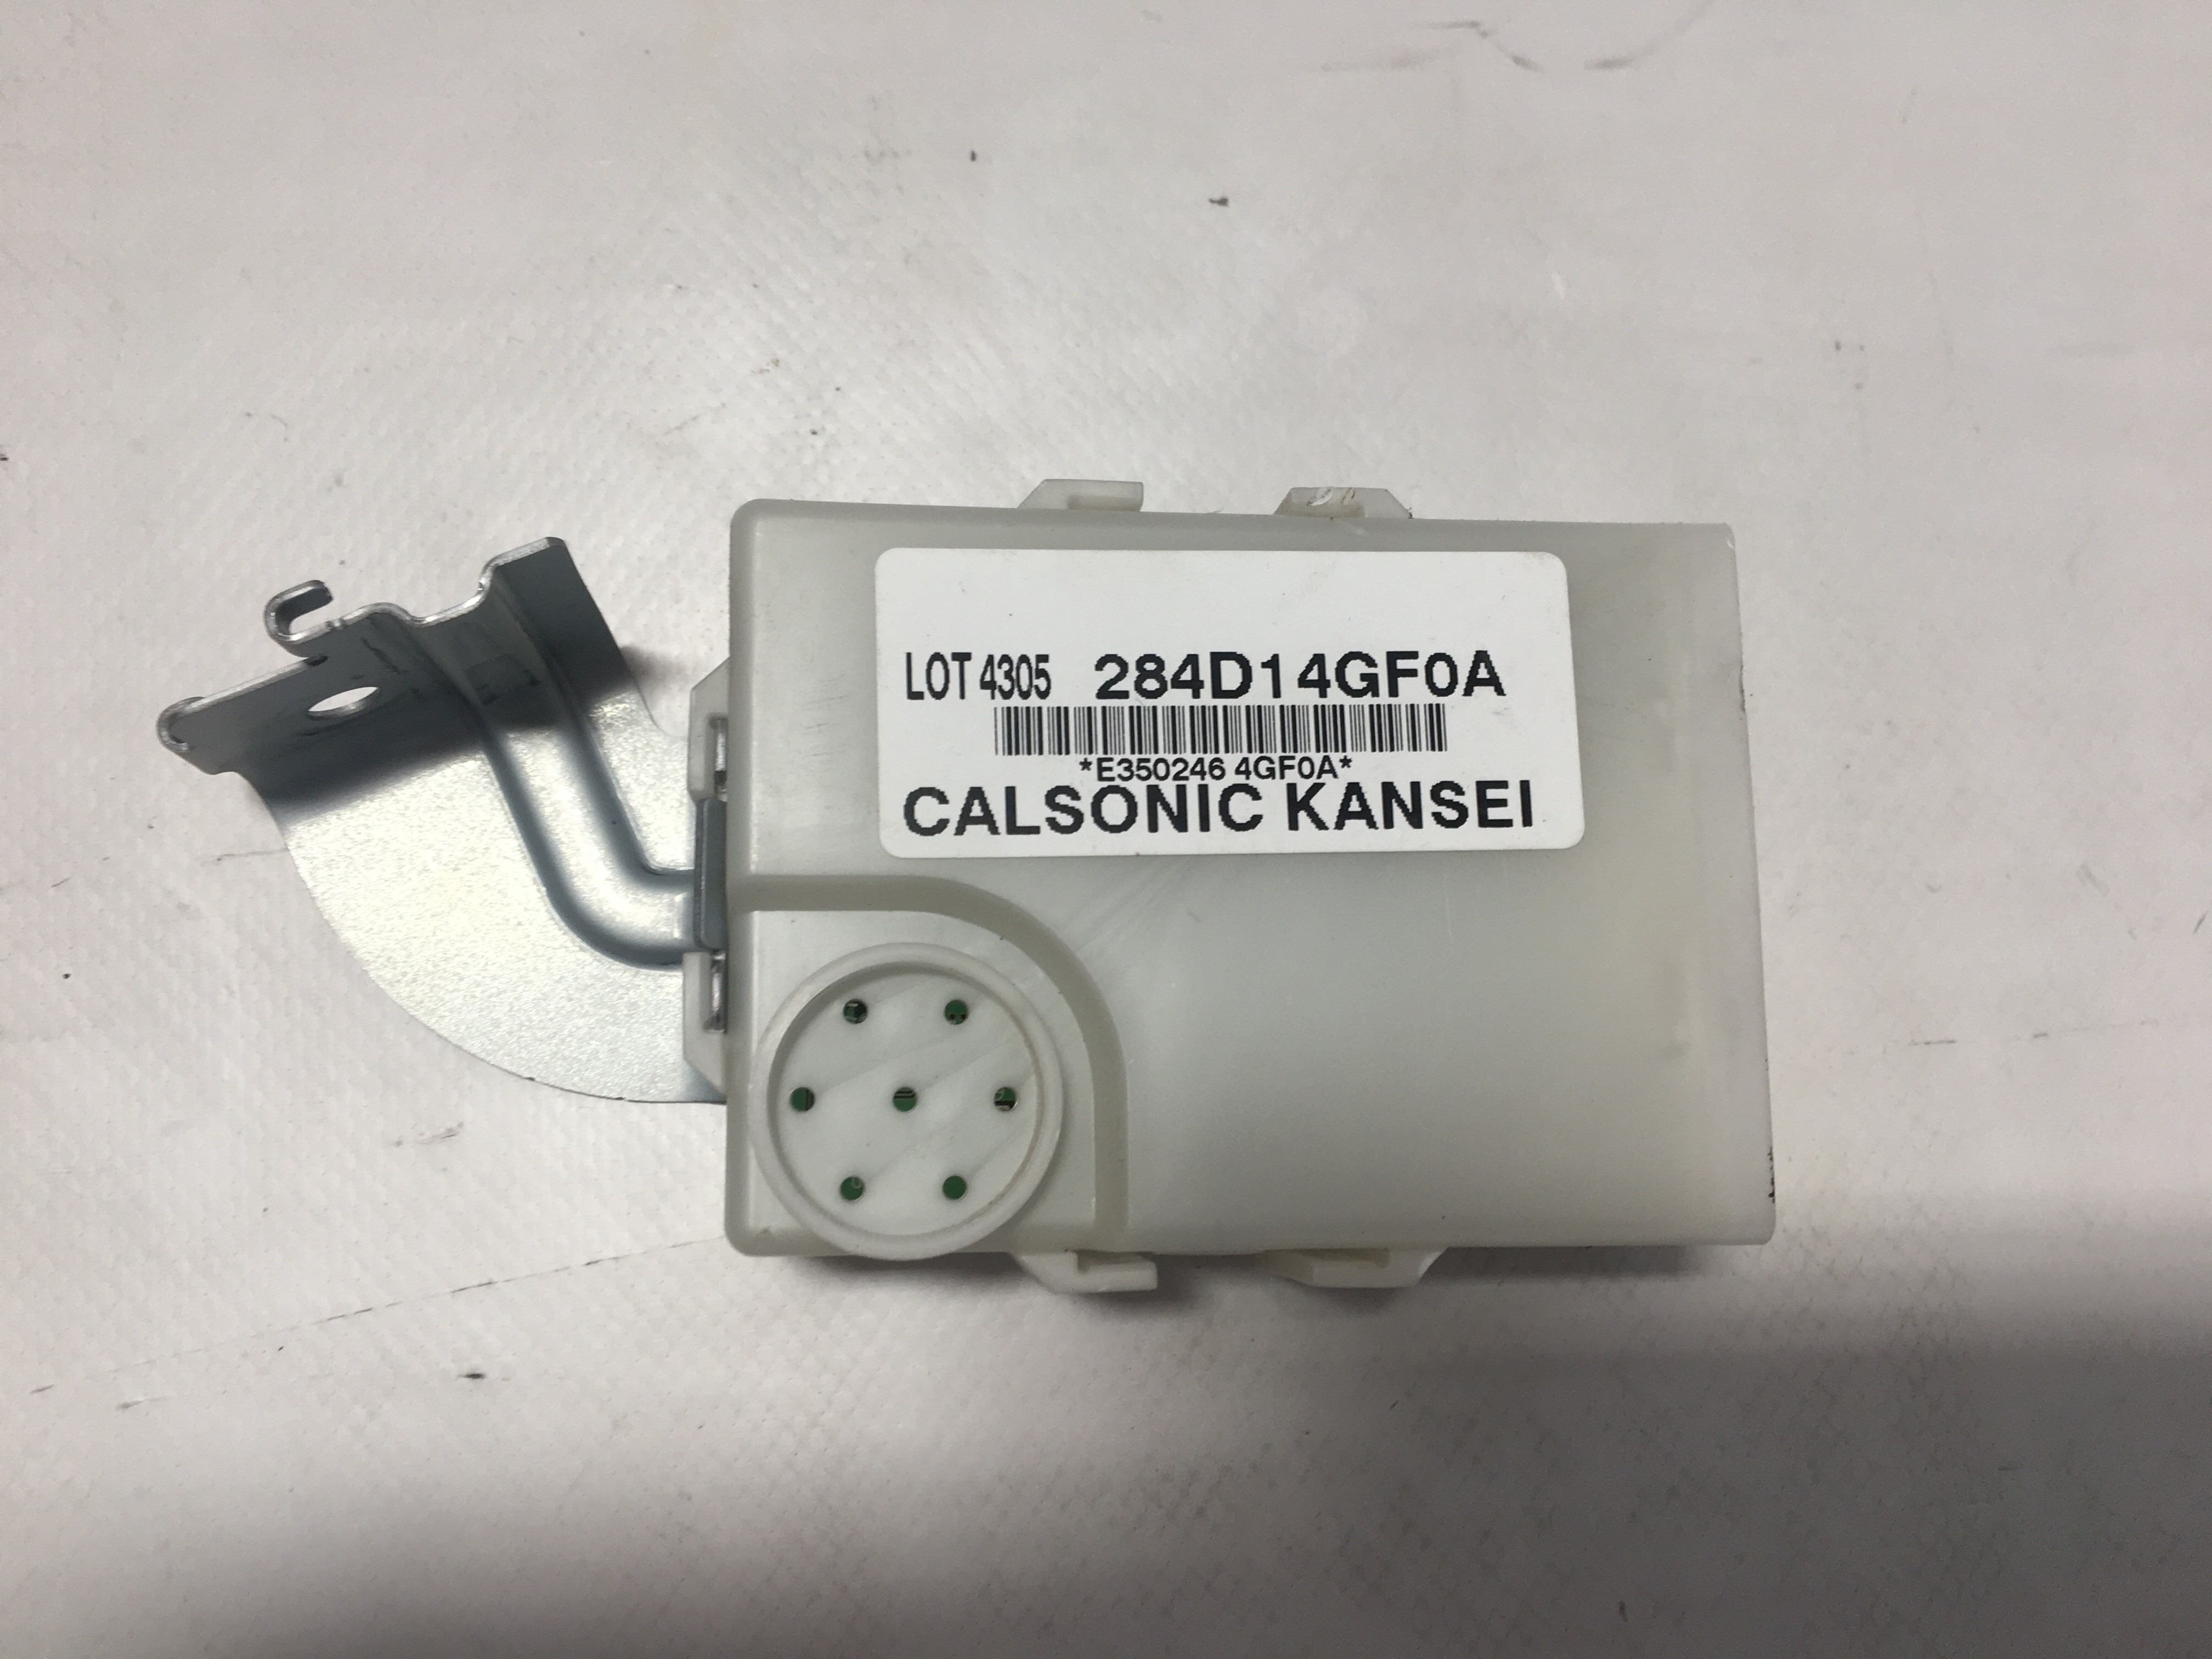 LOT 4305 284D14GF0A
*E350246 4GF0A*
CALSONIC KANSEI